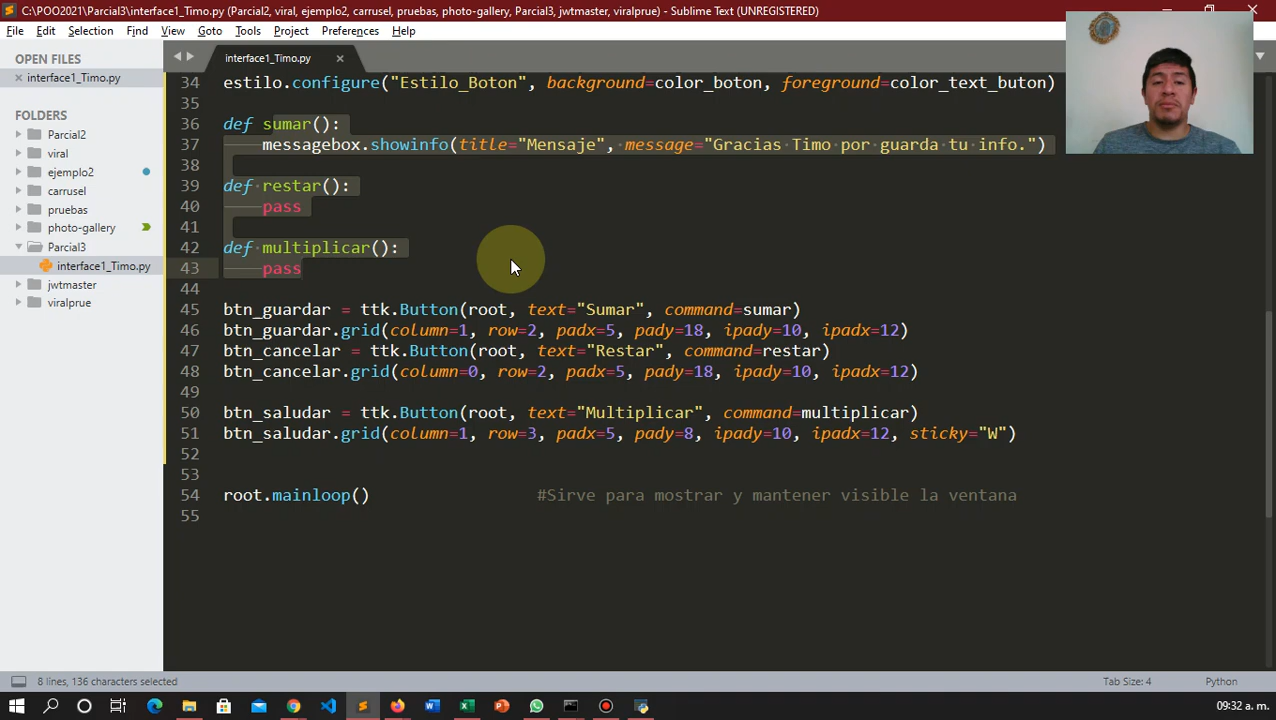 C:\POO2021\Parcial3\interface1_Timo.py (Parcial2, viral, ejemplo2, carrusel, pruebas, photo-gallery, Parcial3, jwtmaster, viralprue) - Sublime Text (UNREGISTERED)
File Edit Selection Find View Goto Tools Project Preferences Help
OPEN FILES
interface1_Timo.py
FOLDERS
Parcial2
viral
ejemplo2
carrusel
pruebas
photo-gallery
Parcial3
interface1_Timo.py
jwtmaster
viralprue
interface1_Timo.py
34 estilo.configure("Estilo_Boton", background=color_boton, foreground=color_text_buton)
35
36 def sumar():
37 messagebox.showinfo(title="Mensaje", message="Gracias Timo por guarda tu info.")
38
39 def restar():
40 pass
41
42 def multiplicar():
43 pass
44
45 btn_guardar = ttk.Button(root, text="Sumar", command=sumar)
46 btn_guardar.grid(column=1, row=2, padx=5, pady=18, ipady=10, ipadx=12)
47 btn_cancelar = ttk.Button(root, text="Restar", command=restar)
48 btn_cancelar.grid(column=0, row=2, padx=5, pady=18, ipady=10, ipadx=12)
49
50 btn_saludar = ttk.Button(root, text="Multiplicar", command=multiplicar)
51 btn_saludar.grid(column=1, row=3, padx=5, pady=8, ipady=10, ipadx=12, sticky="W")
52
53
54 root.mainloop() #Sirve para mostrar y mantener visible la ventana
55
8 lines, 136 characters selected
Tab Size: 4
Python
09:32 a. m.